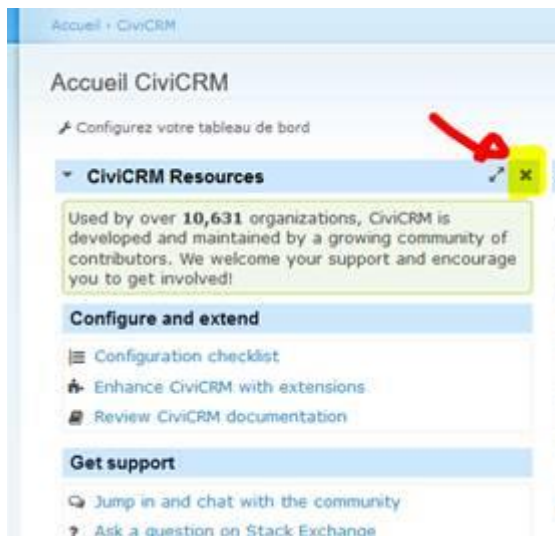 Accueil › CiviCRM
Accueil CiviCRM
Configurez votre tableau de bord
CiviCRM Resources
Used by over 10,631 organizations, CiviCRM is
developed and maintained by a growing community of
contributors. We welcome your support and encourage
you to get involved!
Configure and extend
Configuration checklist
Enhance CiviCRM with extensions
Review CiviCRM documentation
Get support
Jump in and chat with the community
Ask a question on Stack Exchange